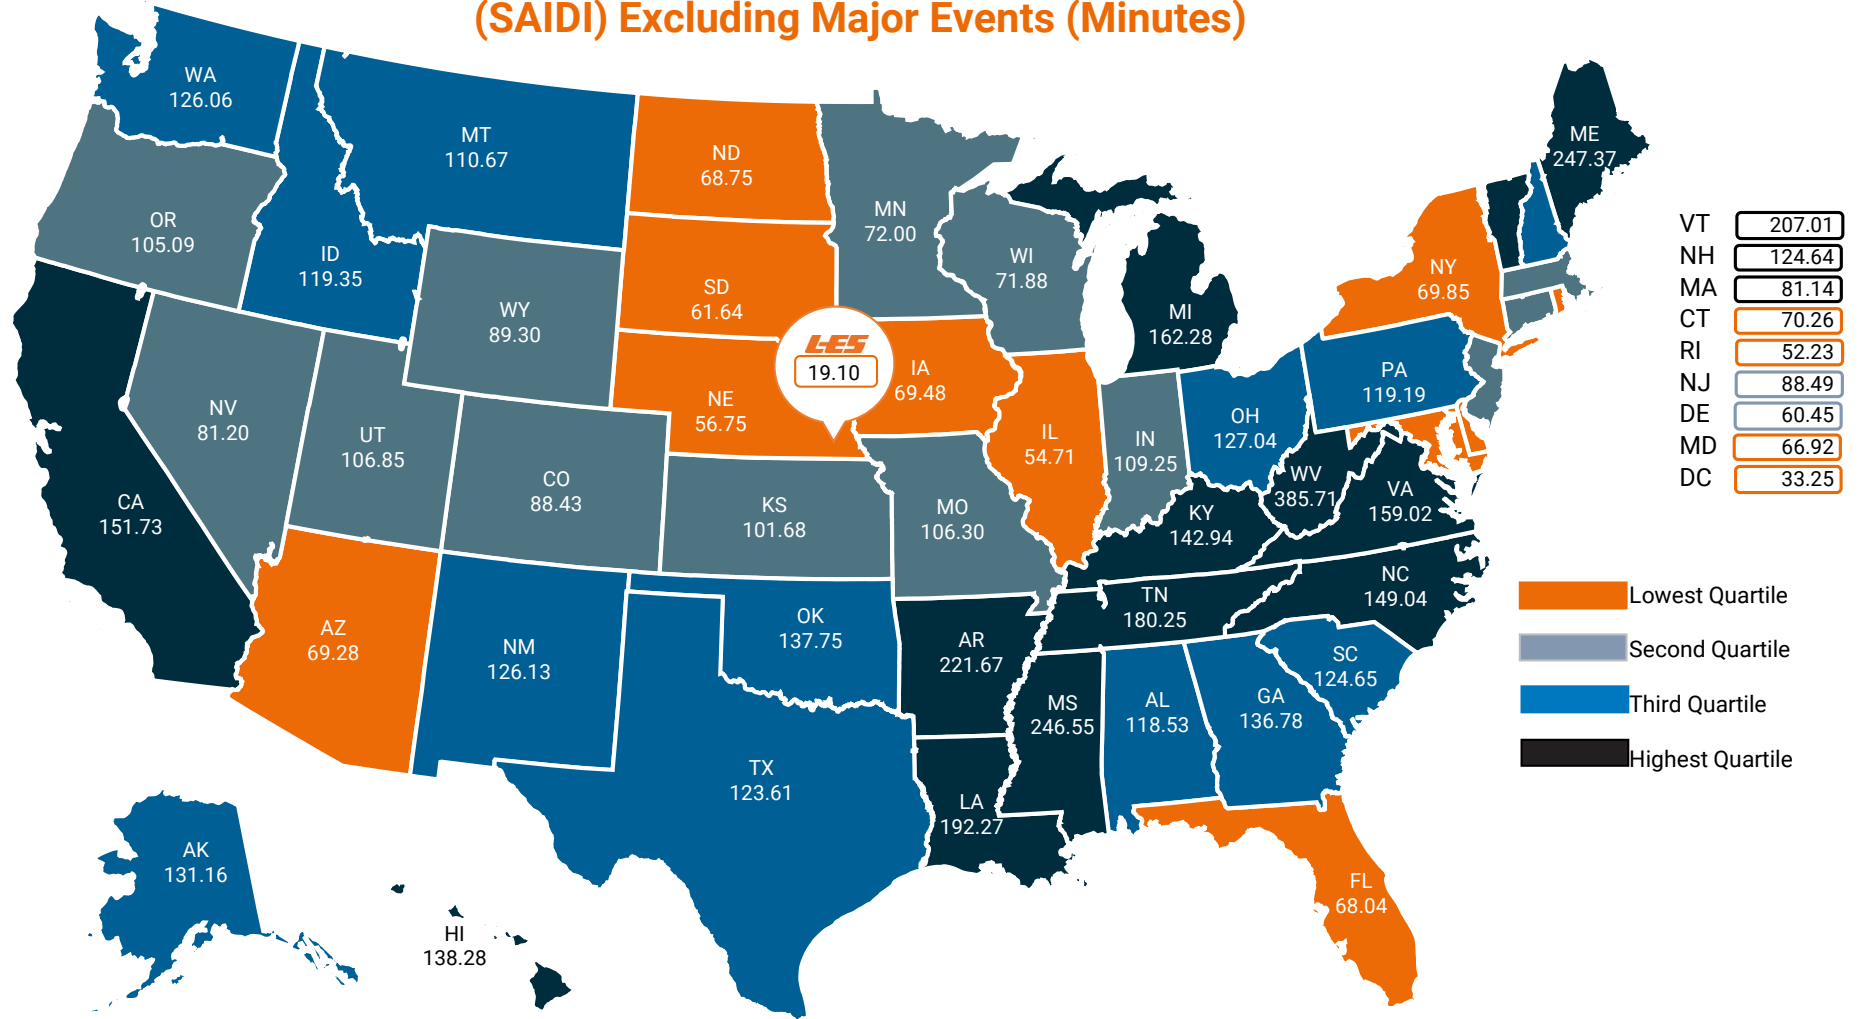 (SAIDI) Excluding Major Events (Minutes)
WA
126.06
MT
110.67
ND
68.75
ME
247.37
OR
105.09
ID
119.35
MN
72.00
WI
71.88
NY
69.85
SD
61.64
WY
89.30
MI
162.28
LES
19.10
VT 207.01
NH 124.64
MA 81.14
CT 70.26
RI 52.23
NJ 88.49
DE 60.45
MD 66.92
DC 33.25
IA
69.48
PA
119.19
NE
56.75
NV
81.20
UT
106.85
OH
127.04
IL
54.71
IN
109.25
CO
88.43
WV
385.71
VA
159.02
CA
151.73
KS
101.68
MO
106.30
KY
142.94
NC
149.04
TN
180.25
AZ
69.28
NM
126.13
OK
137.75
AR
221.67
SC
124.65
MS
246.55
AL
118.53
GA
136.78
TX
123.61
LA
192.27
AK
131.16
HI
138.28
FL
68.04
Lowest Quartile
Second Quartile
Third Quartile
Highest Quartile